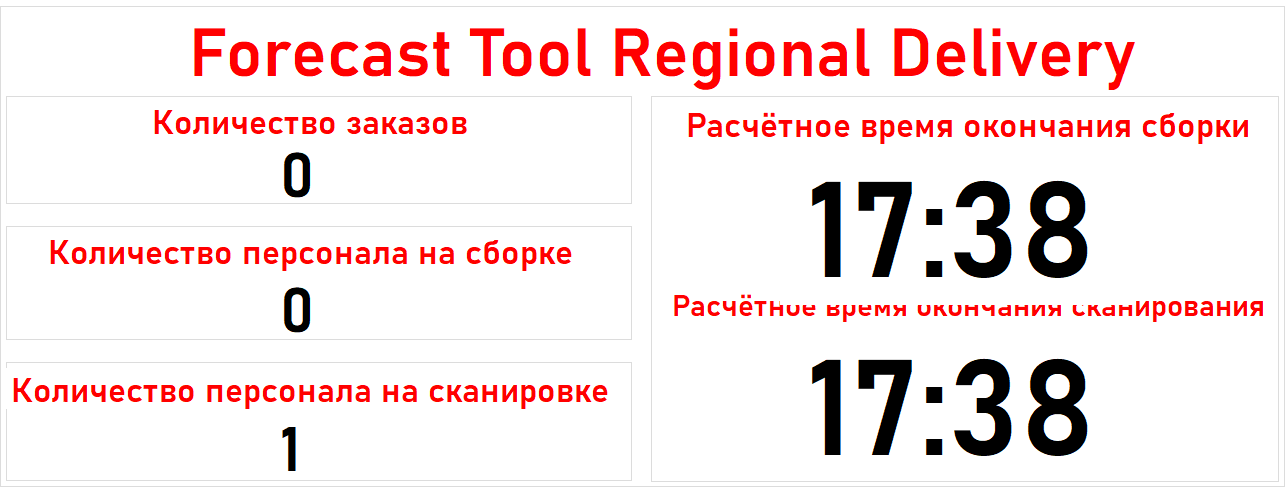 Forecast Tool Regional Delivery
Количество заказов
0
Количество персонала на сборке
0
Количество персонала на сканировке
1
Расчётное время окончания сборки
17:38
Расчётное время окончания сканирования
17:38